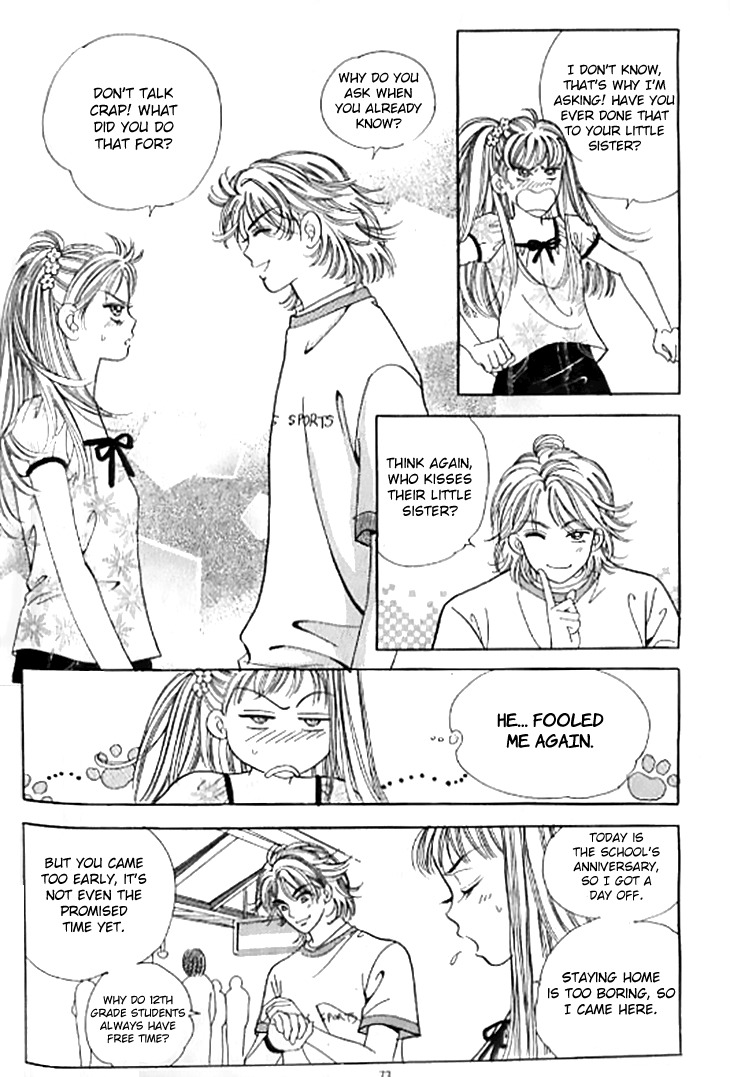 DON'T TALK
CRAP! WHAT
DID YOU DO
THAT FOR?
WHY DO YOU
ASK WHEN
YOU ALREADY
KNOW?
SPORTS
I DON'T KNOW,
THAT'S WHY I'M
ASKING! HAVE YOU
EVER DONE THAT
TO YOUR LITTLE
SISTER?
THINK AGAIN,
WHO KISSES
THEIR LITTLE
SISTER?
HE... FOOLED
ME AGAIN.
BUT YOU CAME
TOO EARLY, IT'S
NOT EVEN THE
PROMISED
TIME YET.
WHY DO 12TH
GRADE STUDENTS
ALWAYS HAVE
FREE TIME?
SPORTS
TODAY IS
THE SCHOOL'S
ANNIVERSARY,
SO I GOT A
DAY OFF.
STAYING HOME
IS TOO BORING, SO
I CAME HERE.